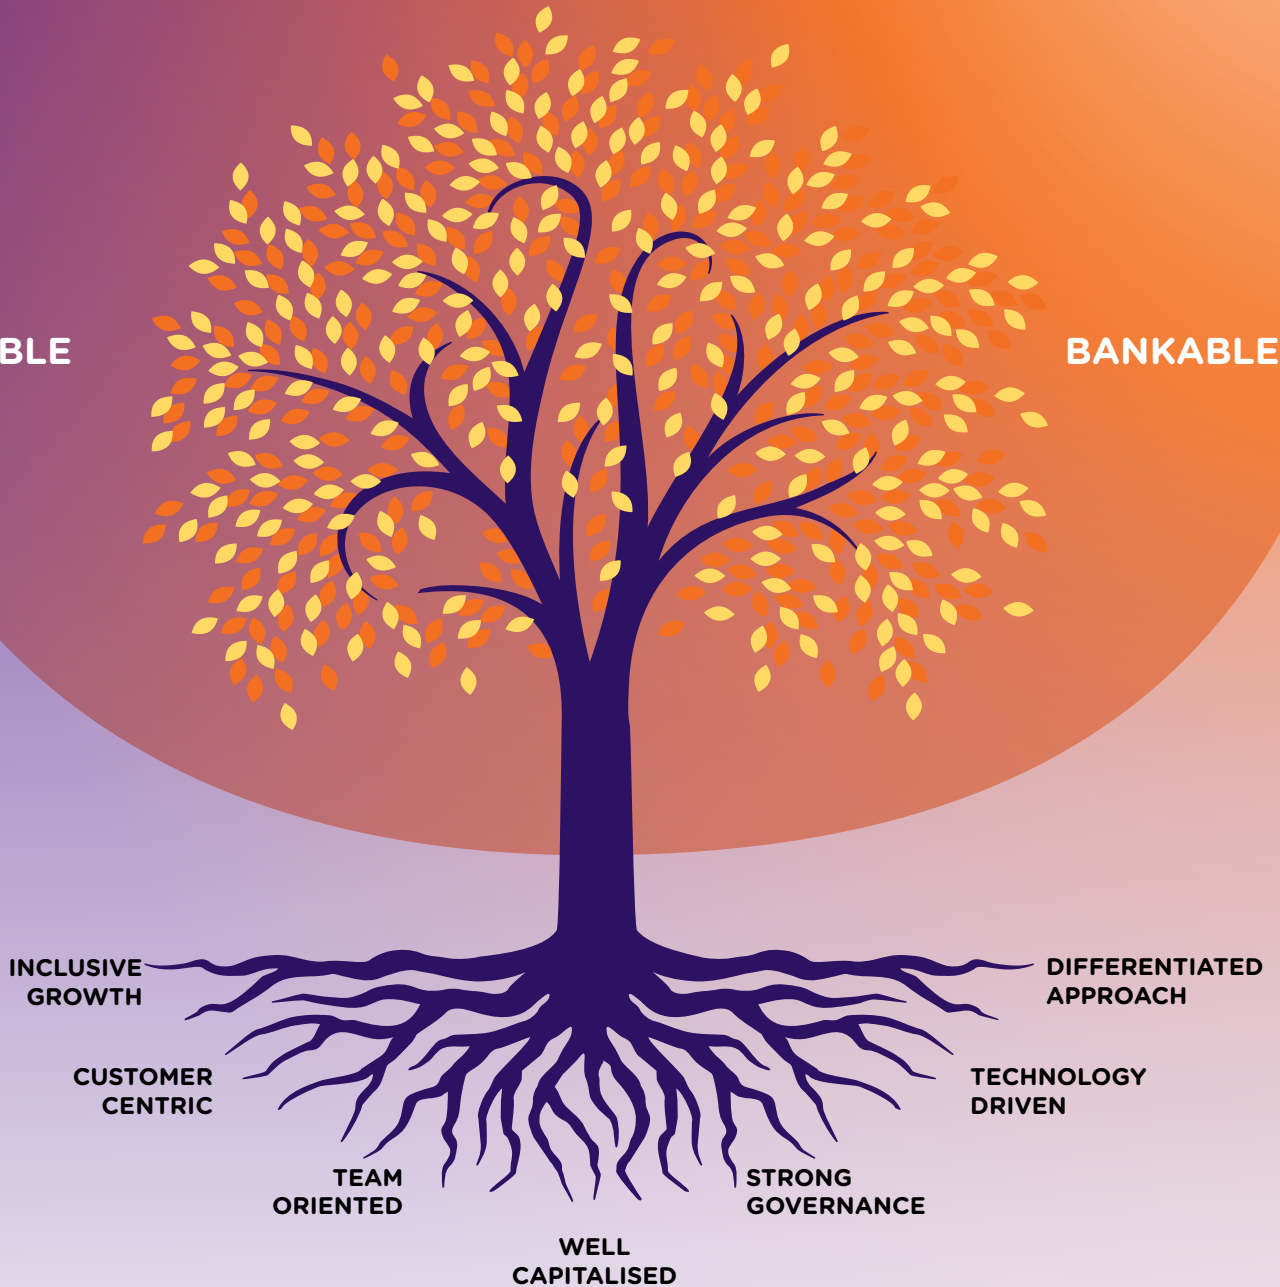 BLE
BANKABLE
INCLUSIVE
GROWTH
DIFFERENTIATED
APPROACH
CUSTOMER
CENTRIC
TECHNOLOGY
DRIVEN
TEAM
ORIENTED
STRONG
GOVERNANCE
WELL
CAPITALISED